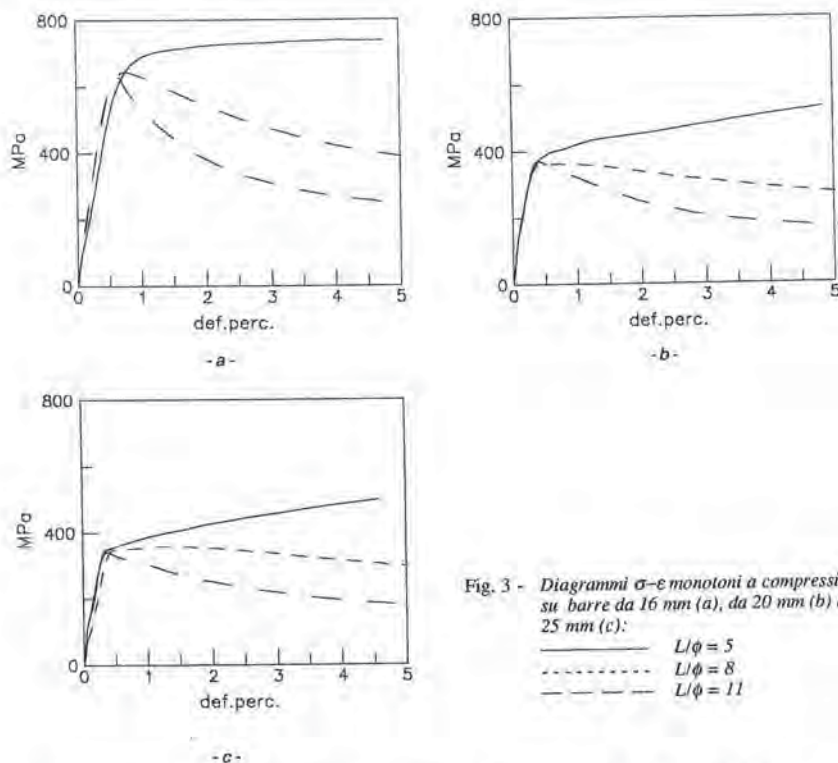 800
400
0
MPa
0 1 2 3 4 5
def.perc.
-a-
800
400
0
MPa
0 1 2 3 4 5
def.perc.
-b-
800
400
0
MPa
0 1 2 3 4 5
def.perc.
-c-
Fig. 3 - Diagrammi σ–ε monotoni a
su barre da 16 mm (a), da 20 mm (b)
25 mm (c):
L/ϕ = 5
L/ϕ = 8
L/ϕ = 11